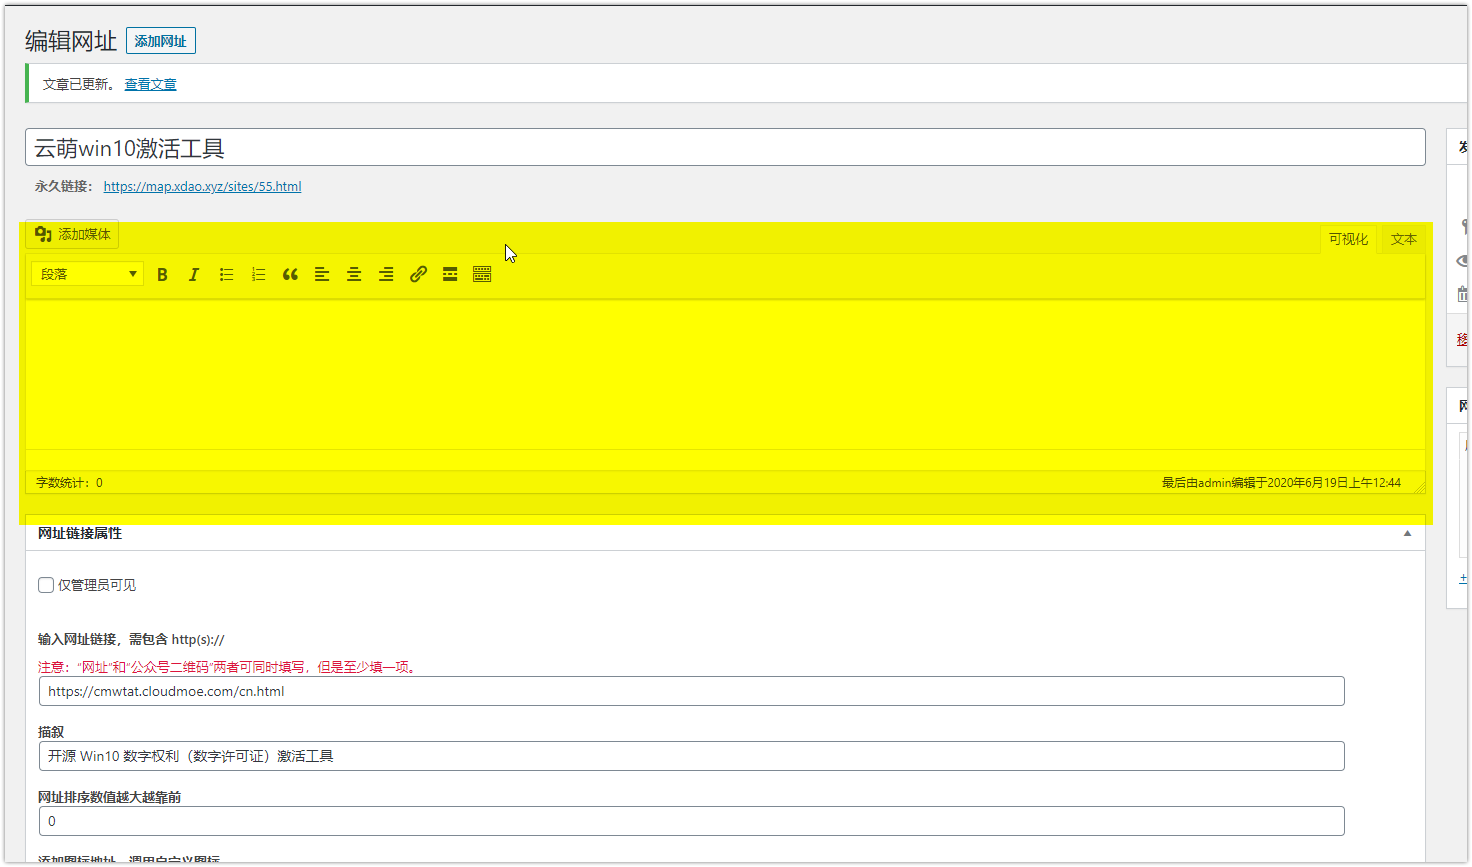 编辑网址 添加网址
文章已更新。 查看文章
云萌win10激活工具
永久链接： https://map.xdao.xyz/sites/55.html
添加媒体
可视化 文本
段落
字数统计：0
最后由admin编辑于2020年6月19日上午12:44
网址链接属性
仅管理员可见
输入网址链接，需包含 http(s)://
注意：“网址”和“公众号二维码”两者可同时填写，但是至少填一项。
https://cmwtat.cloudmoe.com/cn.html
描叙
开源 Win10 数字权利（数字许可证）激活工具
网址排序数值越大越靠前
0